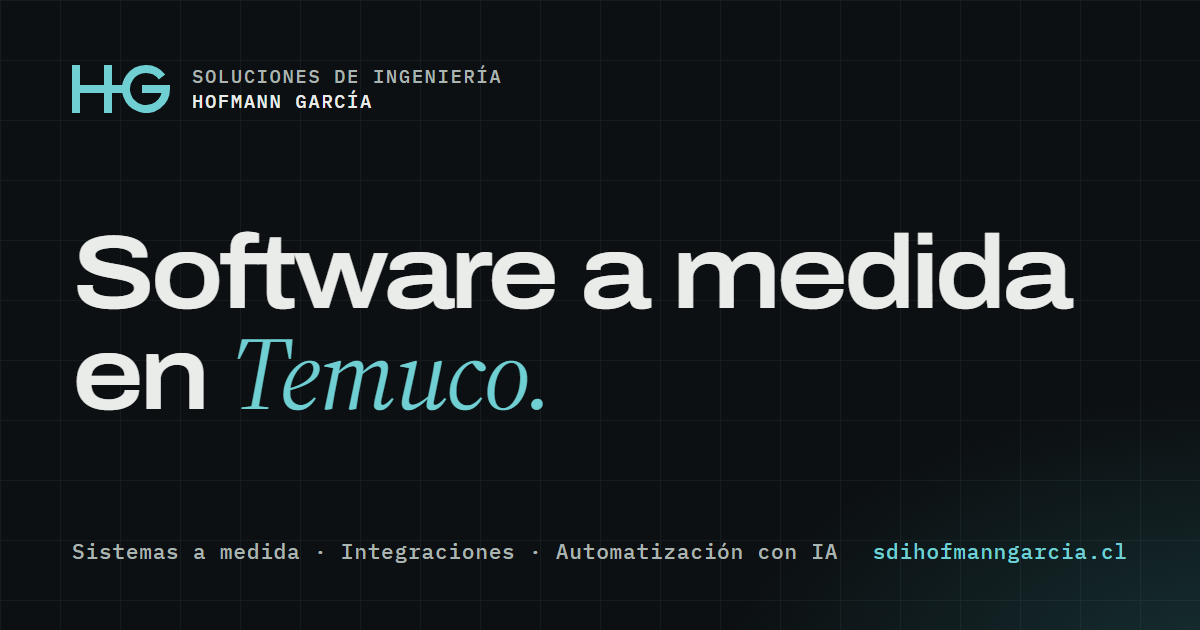 HG
SOLUCIONES DE INGENIERÍA
HOFMANN GARCÍA
Software a medida
en Temuco.
Sistemas a medida · Integraciones · Automatización con IA
sdihofmanngarcia.cl